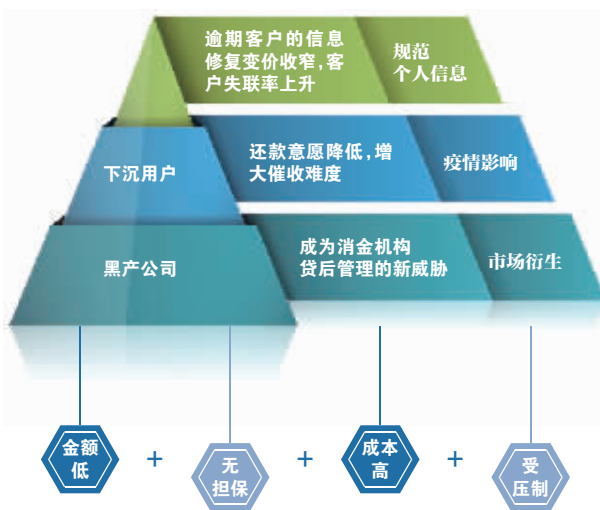 逾期客户的信息
修复变价收窄,客
户失联率上升
规范
个人信息
下沉用户
还款意愿降低,增
大催收难度
疫情影响
黑产公司
成为消金机构
贷后管理的新威胁
市场衍生
金额
低
+
无
担保
+
成本
高
+
受
压制